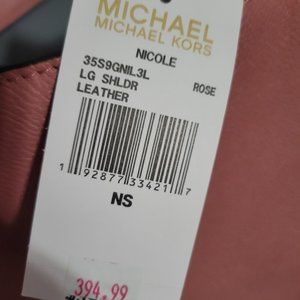 MICHAEL
MICHAEL KORS
NICOLE
35S9GNIL3L
LG SHLDR ROSE
LEATHER
1 92877 33421 7
NS
394.99